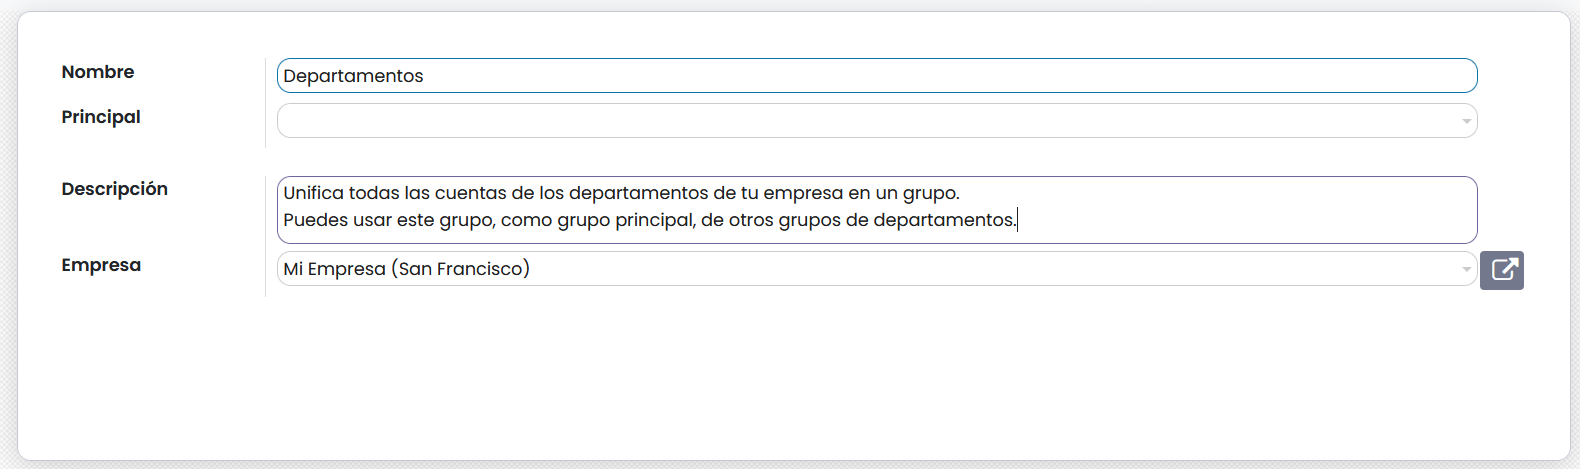 Nombre
Departamentos
Principal
Descripción
Unifica todas las cuentas de los departamentos de tu empresa en un grupo.
Puedes usar este grupo, como grupo principal, de otros grupos de departamentos.
Empresa
Mi Empresa (San Francisco)